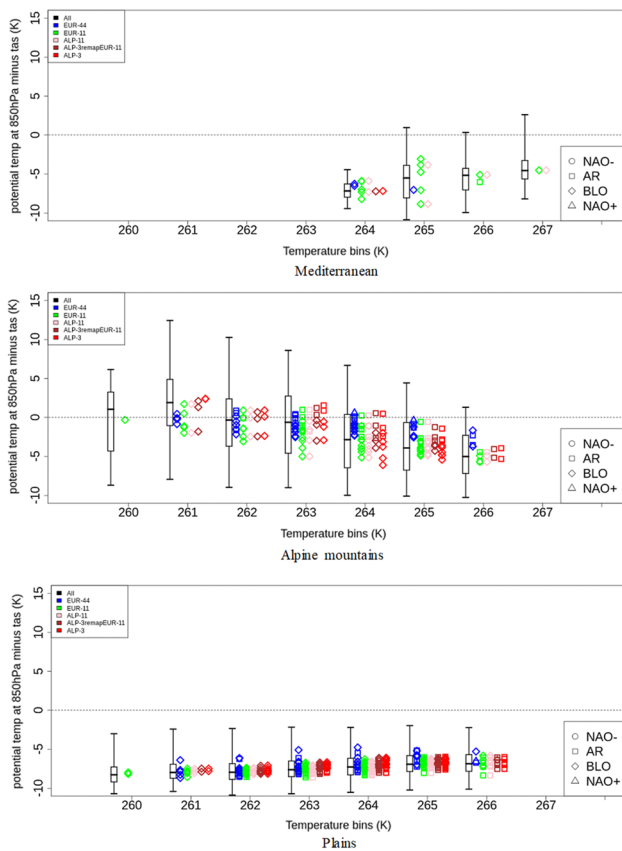 potential temp at 850hPa minus tas (K)
15
10
5
0
-5
-10
All
EUR-44
EUR-11
ALP-11
ALP-3remapEUR-11
ALP-3
NAO-
AR
BLO
NAO+
260 261 262 263 264 265 266 267
Temperature bins (K)
Mediterranean
potential temp at 850hPa minus tas (K)
15
10
5
0
-5
-10
All
EUR-44
EUR-11
ALP-11
ALP-3remapEUR-11
ALP-3
NAO-
AR
BLO
NAO+
260 261 262 263 264 265 266 267
Temperature bins (K)
Alpine mountains
potential temp at 850hPa minus tas (K)
15
10
5
0
-5
-10
All
EUR-44
EUR-11
ALP-11
ALP-3remapEUR-11
ALP-3
NAO-
AR
BLO
NAO+
260 261 262 263 264 265 266 267
Temperature bins (K)
Plains